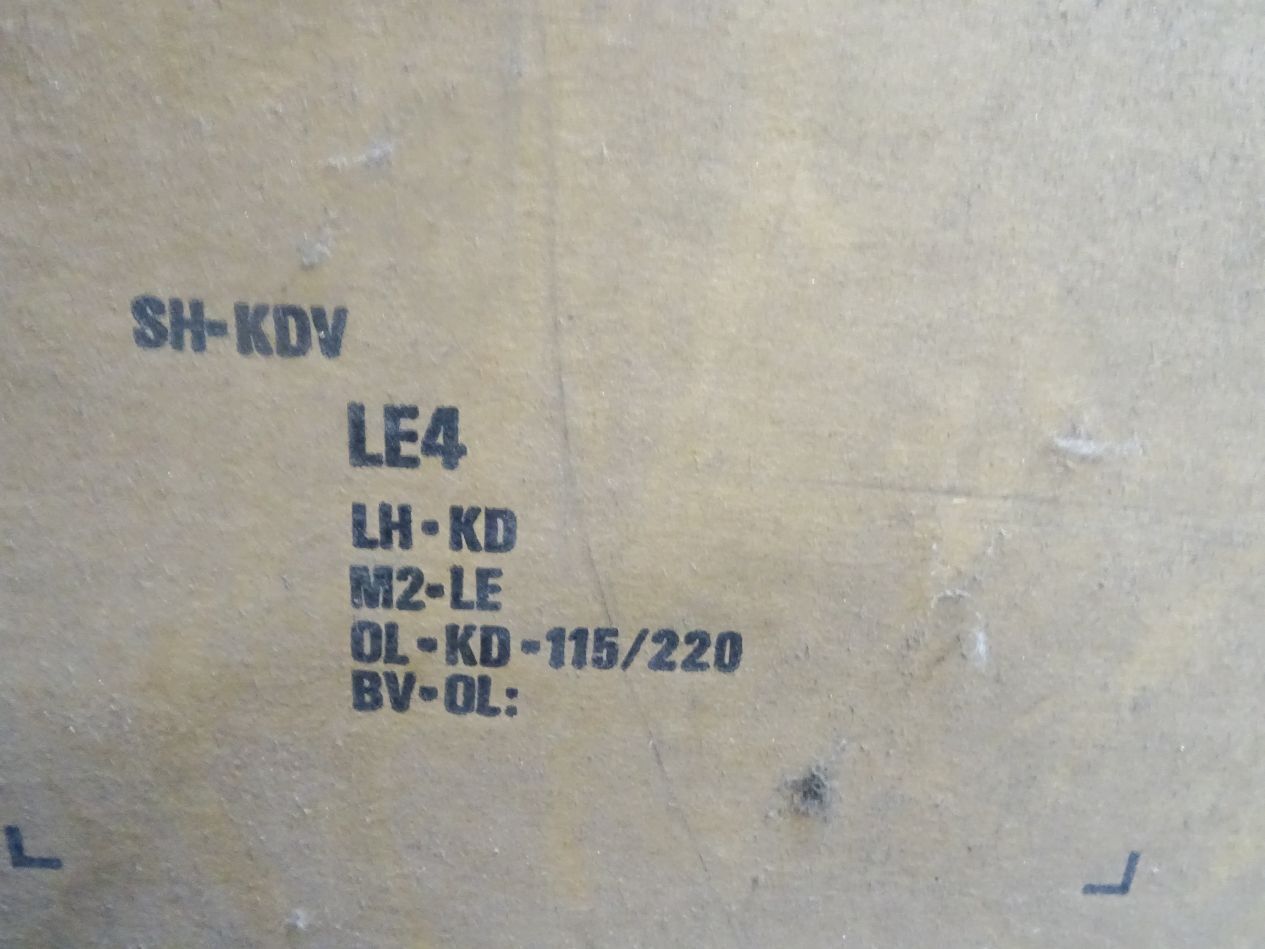 SH-KDV
LE4
LH-KD
M2-LE
OL-KD-115/220
BV-OL: